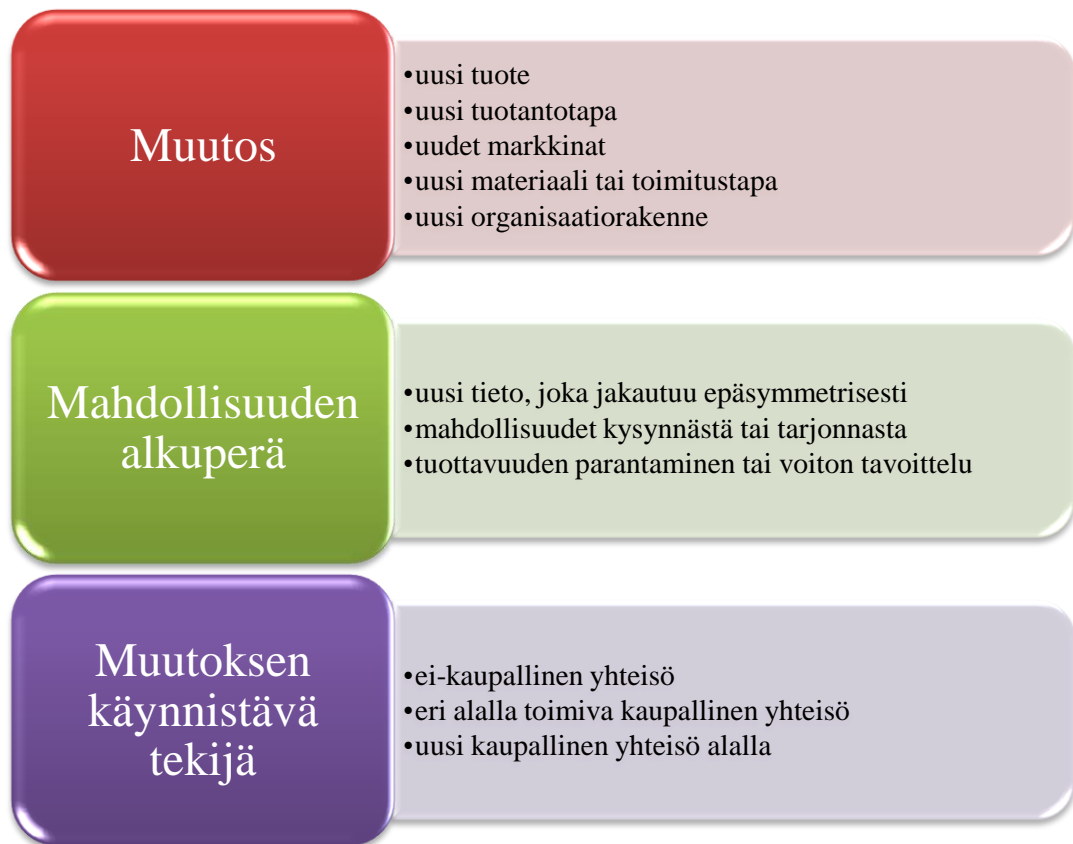 Muutos
•uusi tuote
•uusi tuotantotapa
•uudet markkinat
•uusi materiaali tai toimitustapa
•uusi organisaatiorakenne
Mahdollisuuden
alkuperä
•uusi tieto, joka jakautuu epäsymmetrisesti
•mahdollisuudet kysynnästä tai tarjonnasta
•tuottavuuden parantaminen tai voiton tavoittelu
Muutoksen
käynnistävä
tekijä
•ei-kaupallinen yhteisö
•eri alalla toimiva kaupallinen yhteisö
•uusi kaupallinen yhteisö alalla